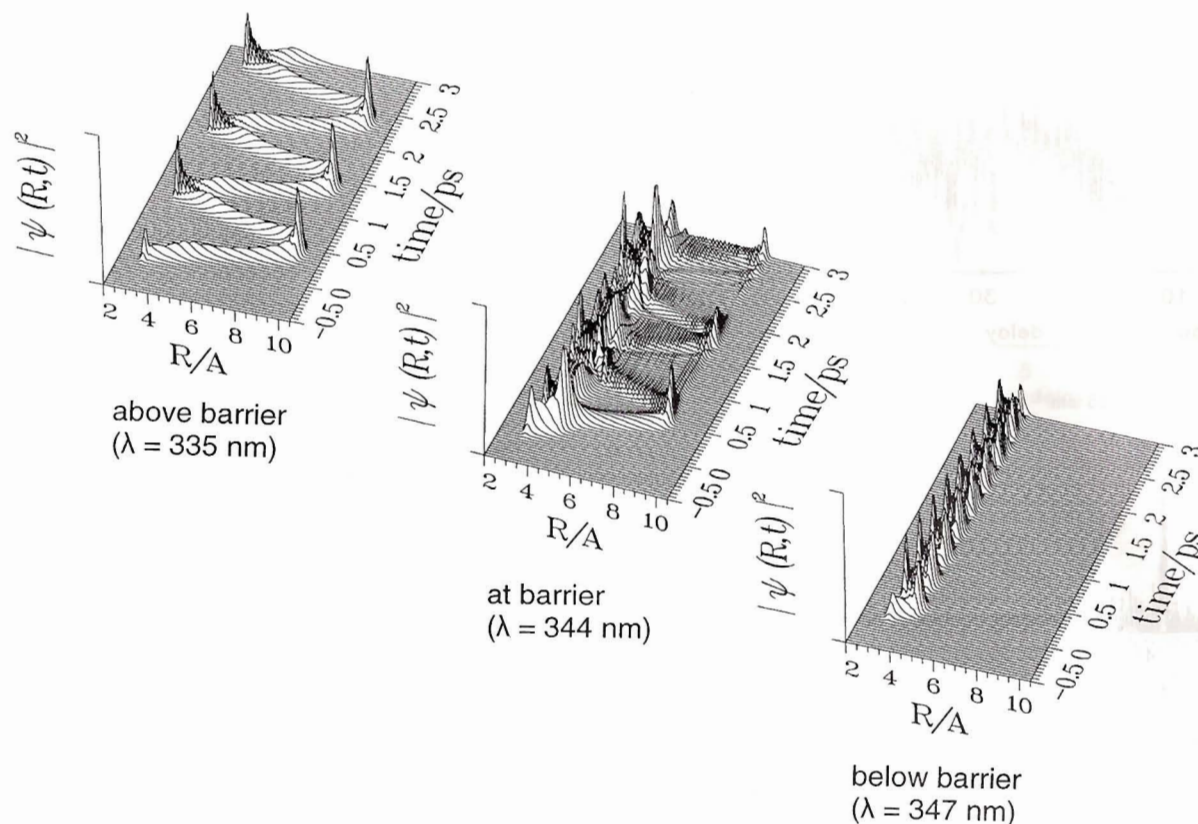 |ψ(R,t)|²
2 4 6 8 10
R/A
-0.5 0 0.5 1 1.5 2 2.5 3
time/ps
above barrier
(λ = 335 nm)
|ψ(R,t)|²
2 4 6 8 10
R/A
-0.5 0 0.5 1 1.5 2 2.5 3
time/ps
at barrier
(λ = 344 nm)
|ψ(R,t)|²
2 4 6 8 10
R/A
-0.5 0 0.5 1 1.5 2 2.5 3
time/ps
below barrier
(λ = 347 nm)